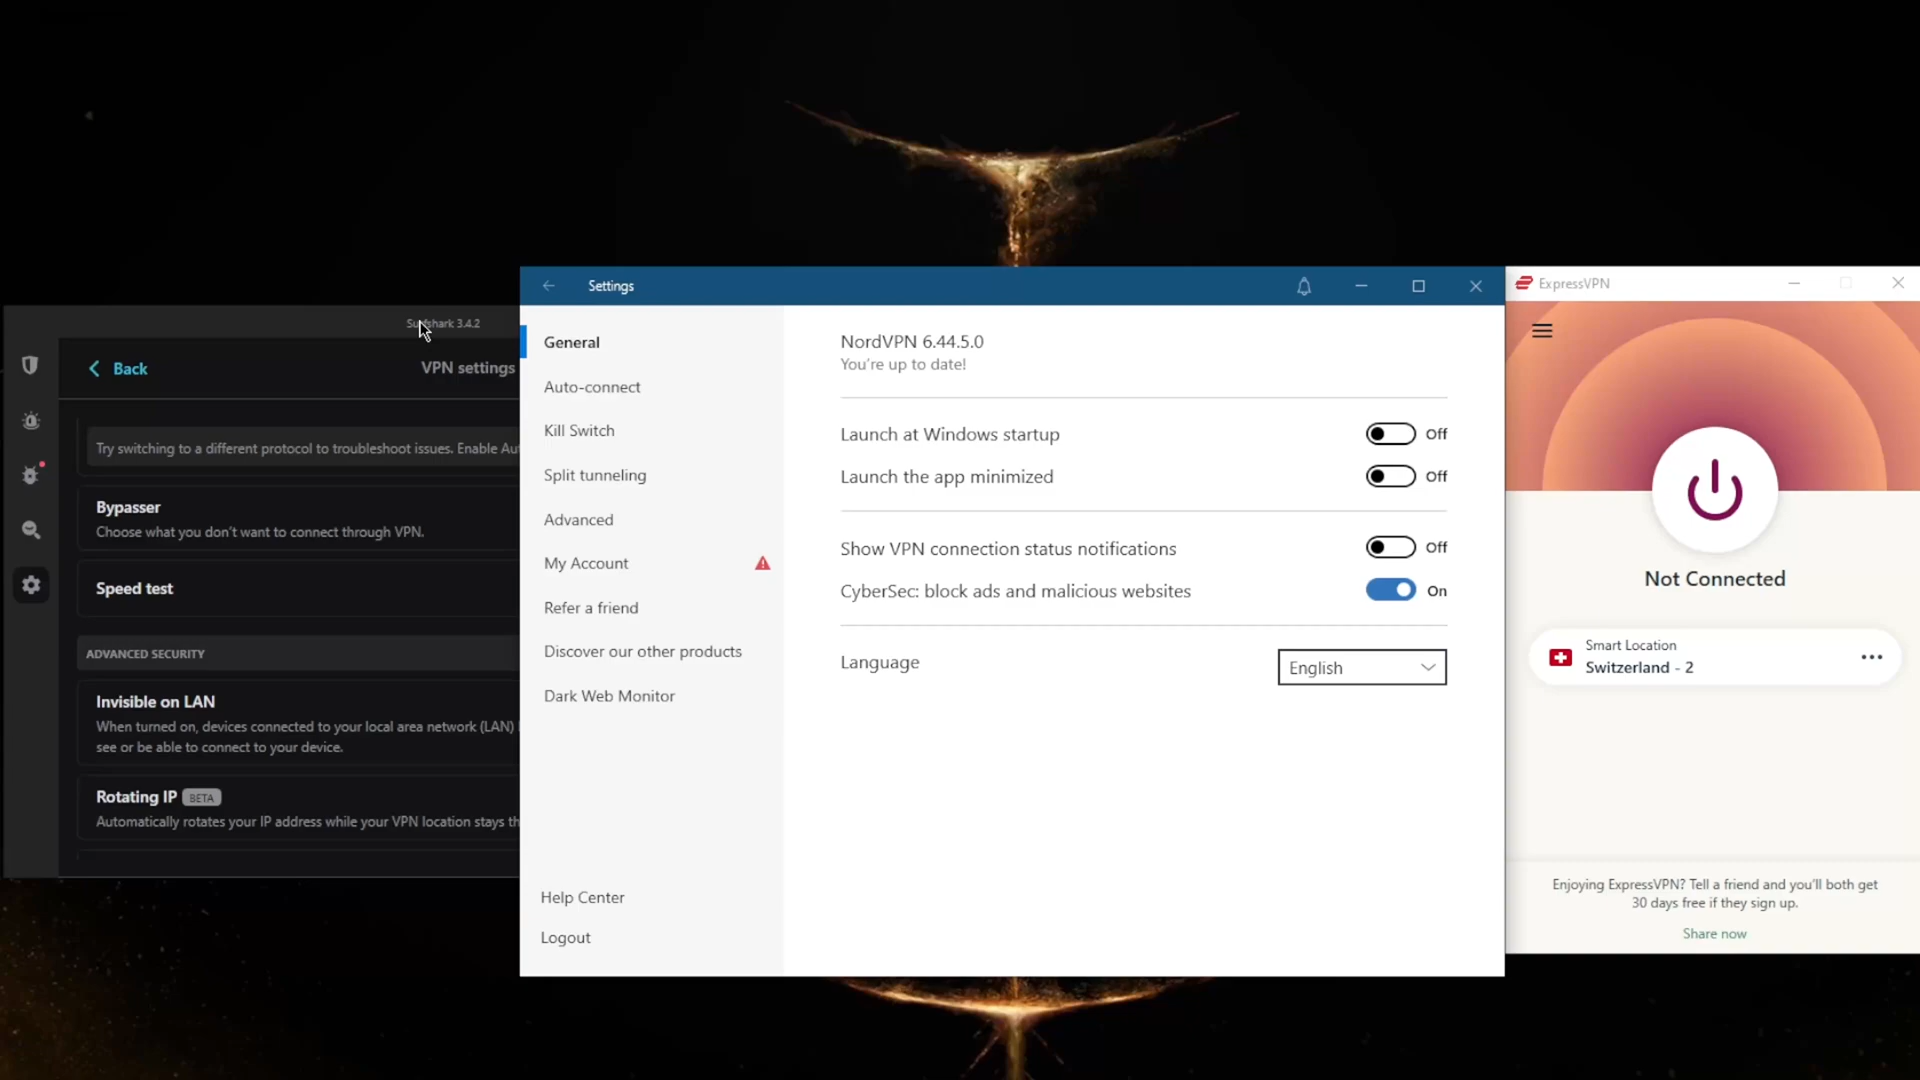 Surfshark 3.4.2
Back
VPN settings
Try switching to a different protocol to troubleshoot issues. Enable Au
Bypasser
Choose what you don't want to connect through VPN.
Speed test
ADVANCED SECURITY
Invisible on LAN
When turned on, devices connected to your local area network (LAN)
see or be able to connect to your device.
Rotating IP BETA
Automatically rotates your IP address while your VPN location stays th
Settings
General
Auto-connect
Kill Switch
Split tunneling
Advanced
My Account
Refer a friend
Discover our other products
Dark Web Monitor
Help Center
Logout
NordVPN 6.44.5.0
You're up to date!
Launch at Windows startup Off
Launch the app minimized Off
Show VPN connection status notifications Off
CyberSec: block ads and malicious websites On
Language English
ExpressVPN
Not Connected
Smart Location
Switzerland - 2
Enjoying ExpressVPN? Tell a friend and you'll both get
30 days free if they sign up.
Share now